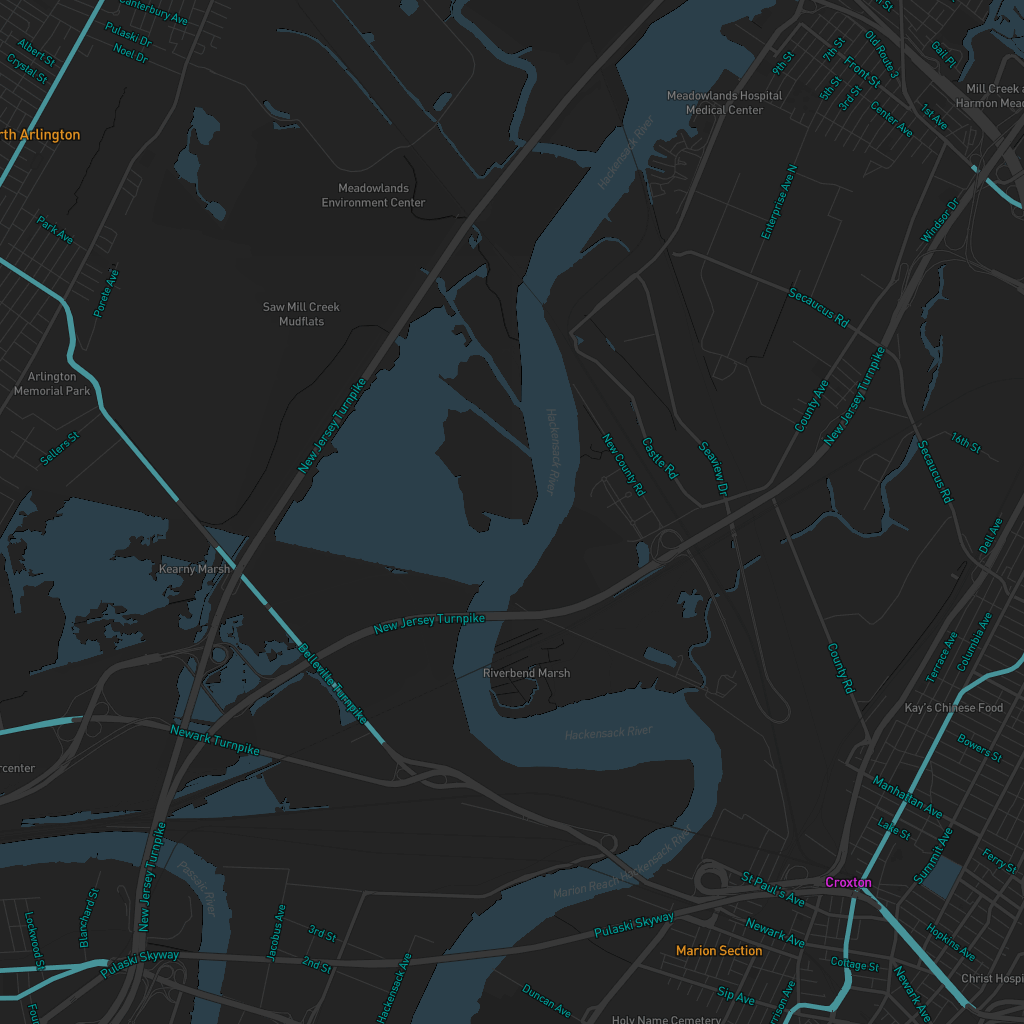 Canterbury Ave
Pulaski Dr
Noel Dr
Albert St
Crystal St
9th St
7th St
Old Route 3
Front St
5th St
3rd St
Gail Pl
Center Ave
1st Ave
Mill Creek a
Harmon Mead
Meadowlands Hospital
Medical Center
rth Arlington
Hackensack River
Meadowlands
Environment Center
Enterprise Ave N
Windsor Dr
Park Ave
Porete Ave
Saw Mill Creek
Mudflats
Secaucus Rd
Arlington
Memorial Park
New Jersey Turnpike
New Jersey Turnpike
County Ave
Sellers St
Hackensack River
New County Rd
Castle Rd
Seaview Dr
16th St
Secaucus Rd
Dell Ave
Kearny Marsh
New Jersey Turnpike
Belleville Turnpike
Riverbend Marsh
County Rd
Terrace Ave
Columbia Ave
Kay's Chinese Food
Hackensack River
Newark Turnpike
Bowers St
rcenter
Manhattan Ave
Lake St
Summit Ave
Ferry St
New Jersey Turnpike
Passaic River
Marion Reach Hackensack River
Croxton
St Paul's Ave
Lockwood St
Blanchard St
Jacobus Ave
3rd St
2nd St
Pulaski Skyway
Pulaski Skyway
Newark Ave
Hopkins Ave
Marion Section
Cottage St
Hackensack Ave
Christ Hospi
Newark Ave
Duncan Ave
Sip Ave
rrison Ave
Four
Holy Name Cemetery